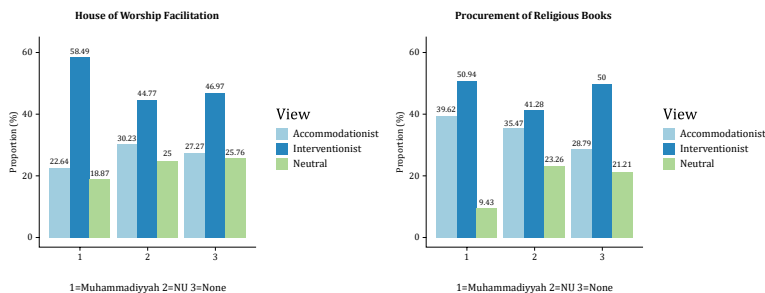 House of Worship Facilitation
Proportion (%)
60
40
20
0
22.64
58.49
18.87
30.23
44.77
25
27.27
46.97
25.76
1
2
3
View
Accommodationist
Interventionist
Neutral
1=Muhammadiyyah 2=NU 3=None
Procurement of Religious Books
Proportion (%)
60
40
20
0
39.62
50.94
9.43
35.47
41.28
23.26
28.79
50
21.21
1
2
3
View
Accommodationist
Interventionist
Neutral
1=Muhammadiyyah 2=NU 3=None